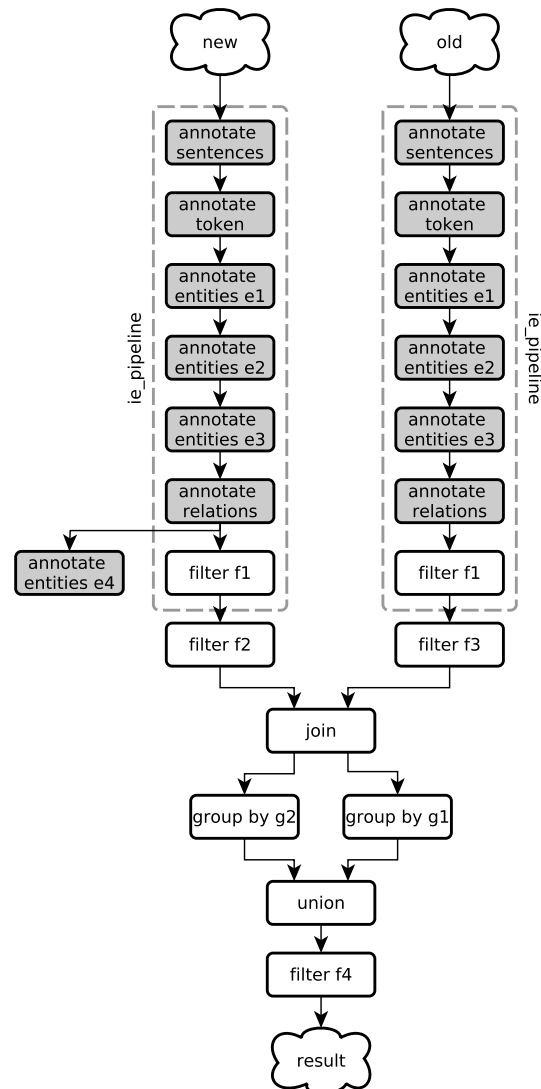 new
old
annotate
sentences
annotate
sentences
annotate
token
annotate
token
annotate
entities e1
annotate
entities e1
ie_pipeline
ie_pipeline
annotate
entities e2
annotate
entities e2
annotate
entities e3
annotate
entities e3
annotate
relations
annotate
relations
annotate
entities e4
filter f1
filter f1
filter f2
filter f3
join
group by g2
group by g1
union
filter f4
result